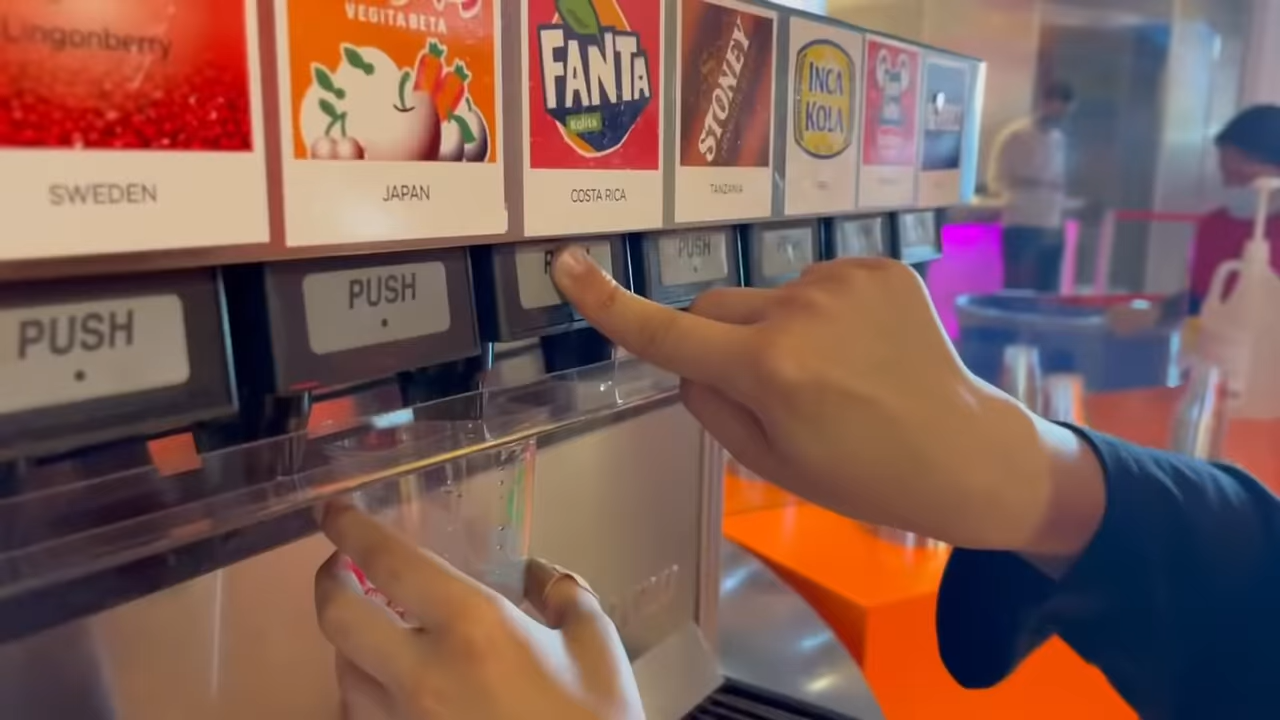 Lingonberry
SWEDEN
PUSH
VEGITABETA
JAPAN
PUSH
FANTA
Kolita
COSTA RICA
STONEY
TANZANIA
PUSH
INCA
KOLA